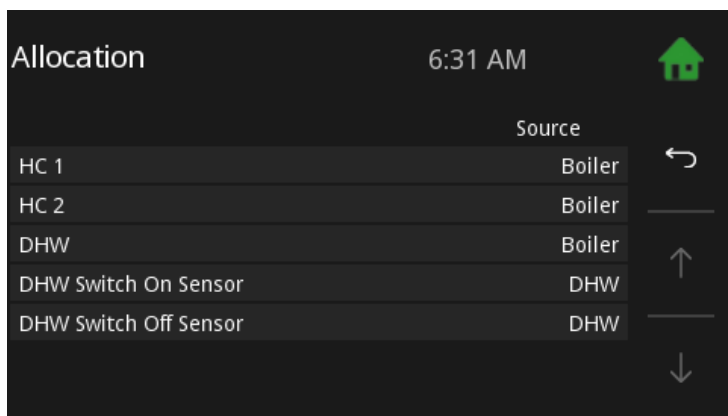 Allocation 6:31 AM
Source
HC 1 Boiler
HC 2 Boiler
DHW Boiler
DHW Switch On Sensor DHW
DHW Switch Off Sensor DHW